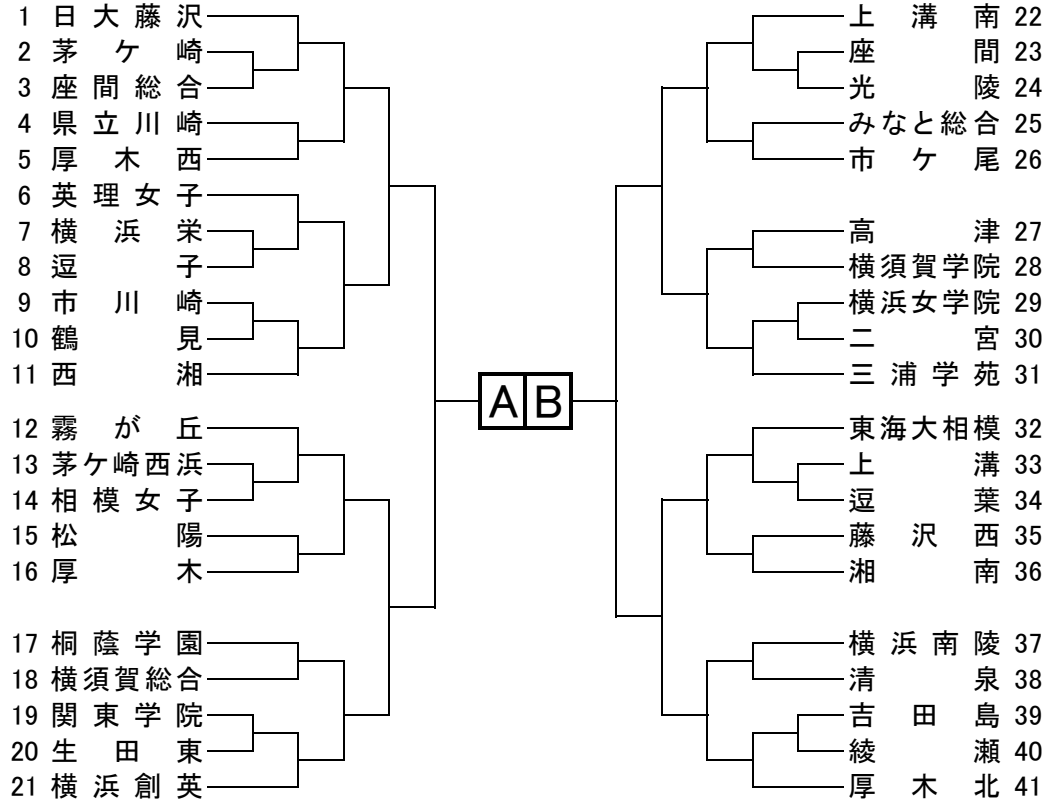 1 日大藤沢
2 茅ケ崎
3 座間総合
4 県立川崎
5 厚木西
6 英理女子
7 横浜栄
8 逗子
9 市川崎
10 鶴見
11 西湘
12 霧が丘
13 茅ケ崎西浜
14 相模女子
15 松陽
16 厚木
17 桐蔭学園
18 横須賀総合
19 関東学院
20 生田東
21 横浜創英
A B
上溝南 22
座間 23
光陵 24
みなと総合 25
市ケ尾 26
高津 27
横須賀学院 28
横浜女学院 29
二宮 30
三浦学苑 31
東海大相模 32
上溝 33
逗葉 34
藤沢西 35
湘南 36
横浜南陵 37
清泉 38
吉田島 39
綾瀬 40
厚木北 41